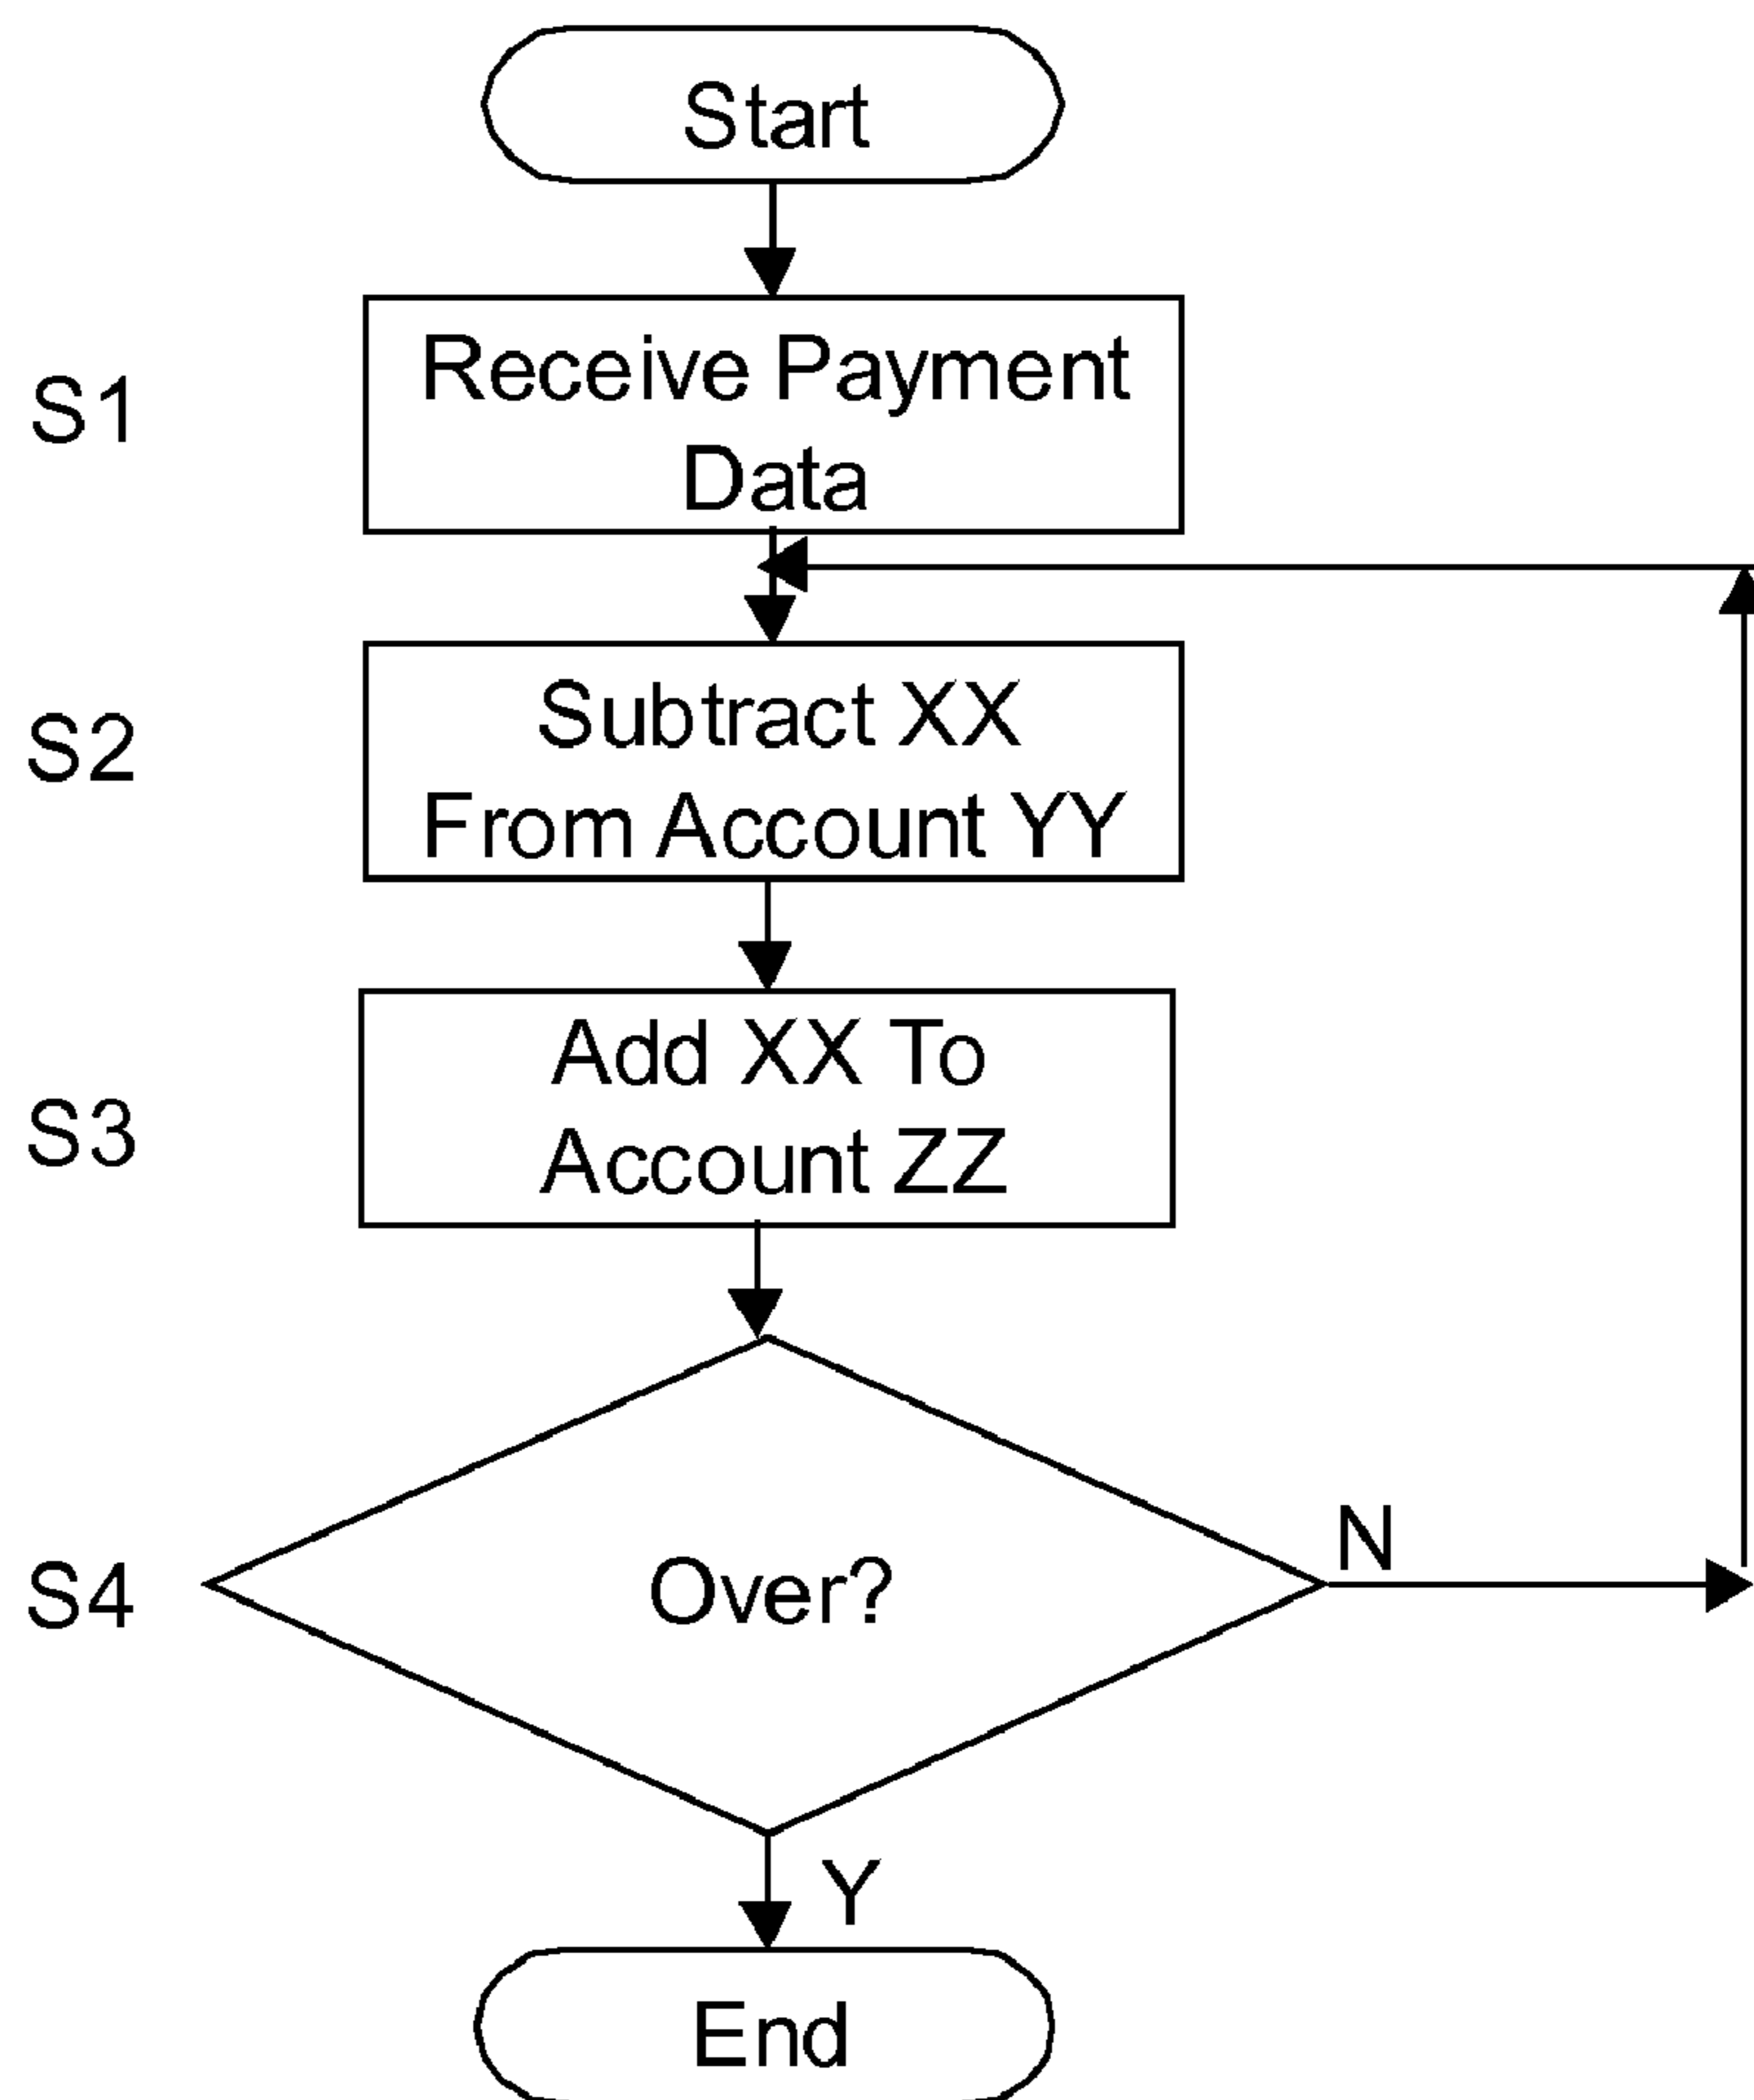 Start
S1
Receive Payment
Data
S2
Subtract XX
From Account YY
S3
Add XX To
Account ZZ
S4
Over?
N
Y
End